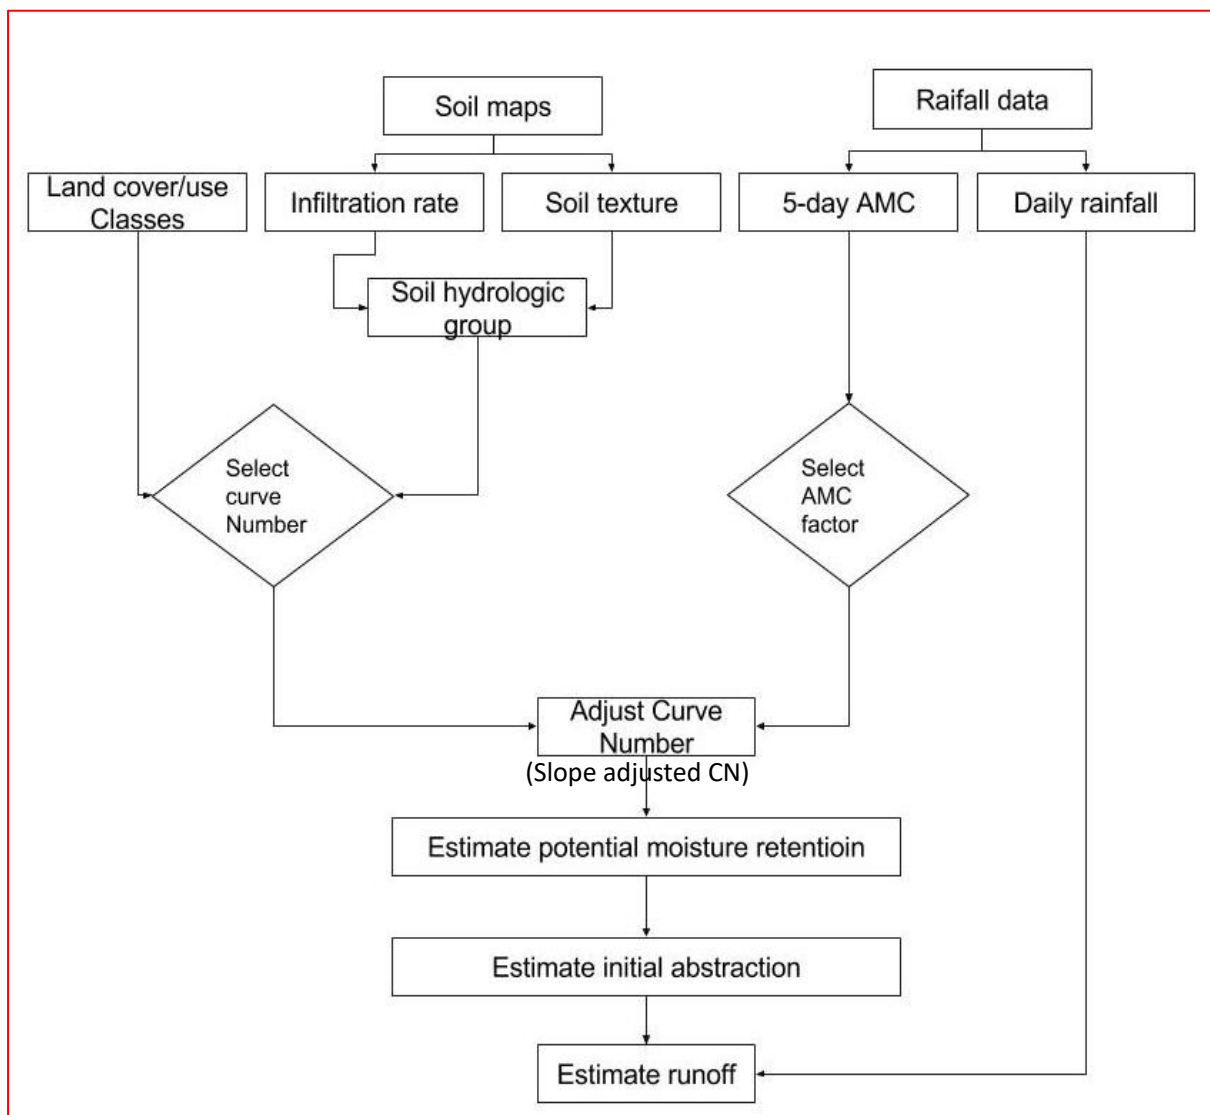 Soil maps
Raifall data
Land cover/use
Classes
Infiltration rate
Soil texture
5-day AMC
Daily rainfall
Soil hydrologic
group
Select
curve
Number
Select
AMC
factor
Adjust Curve
Number
(Slope adjusted CN)
Estimate potential moisture retentioin
Estimate initial abstraction
Estimate runoff